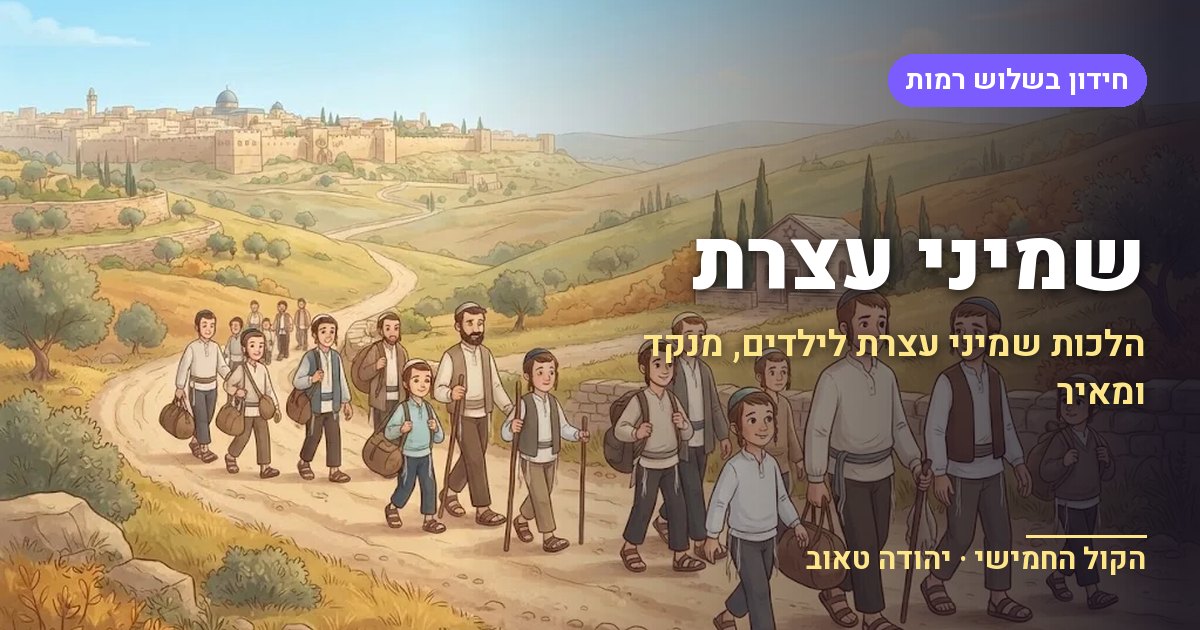 חידון בשלוש רמות
שמיני עצרת
הלכות שמיני עצרת לילדים, מנקד
ומאיר
הקול החמישי · יהודה טאוב